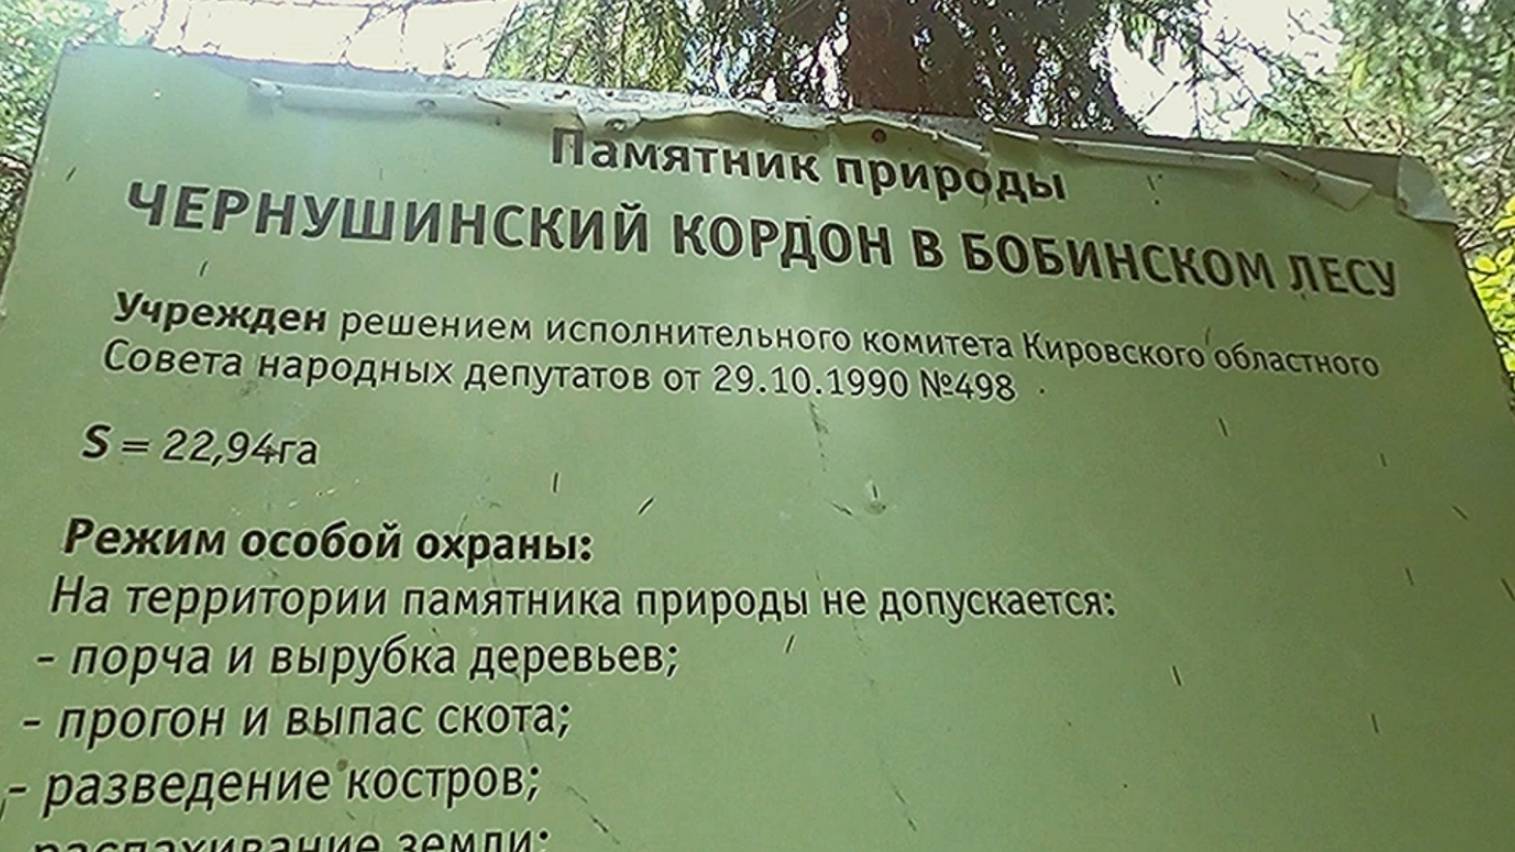 Памятник природы
ЧЕРНУШИНСКИЙ КОРДОН В БОБИНСКОМ ЛЕСУ
Учрежден решением исполнительного комитета Кировского областного
Совета народных депутатов от 29.10.1990 №498
S = 22,94га
Режим особой охраны:
На территории памятника природы не допускается:
- порча и вырубка деревьев;
- прогон и выпас скота;
- разведение костров;
распахивание земли;